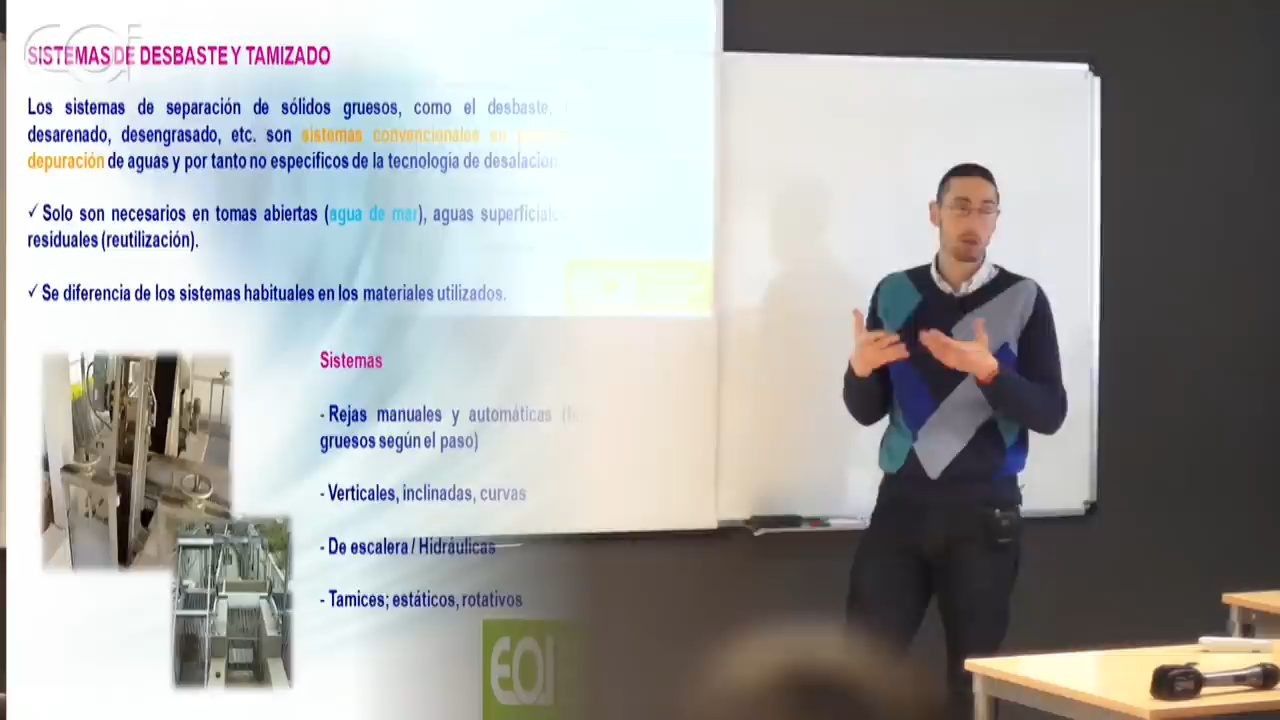 SISTEMAS DE DESBASTE Y TAMIZADO
Los sistemas de separación de sólidos gruesos, como el desbaste,
desarenado, desengrasado, etc. son sistemas convencionales en
depuración de aguas y por tanto no especificos de la tecnología de desalacion
✓ Solo son necesarios en tomas abiertas (agua de mar), aguas
residuales (reutilización).
✓ Se diferencia de los sistemas habituales en los materiales utilizados.
Sistemas
- Rejas manuales y automáticas
gruesos según el paso)
- Verticales, inclinadas, curvas
- De escalera / Hidráulicas
- Tamices; estáticos, rotativos
EOI